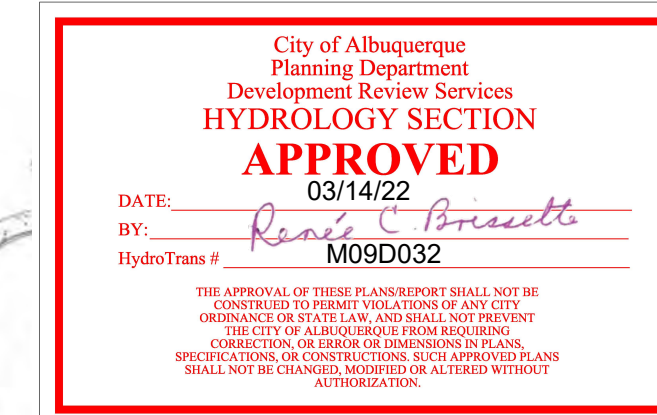 City of Albuquerque
Planning Department
Development Review Services
HYDROLOGY SECTION
APPROVED
DATE: 03/14/22
BY: Renée C. Brissette
HydroTrans # M09D032
THE APPROVAL OF THESE PLANS/REPORT SHALL NOT BE
CONSTRUED TO PERMIT VIOLATIONS OF ANY CITY
ORDINANCE OR STATE LAW, AND SHALL NOT PREVENT
THE CITY OF ALBUQUERQUE FROM REQUIRING
CORRECTION, OR ERROR OR DIMENSIONS IN PLANS,
SPECIFICATIONS, OR CONSTRUCTIONS. SUCH APPROVED PLANS
SHALL NOT BE CHANGED, MODIFIED OR ALTERED WITHOUT
AUTHORIZATION.